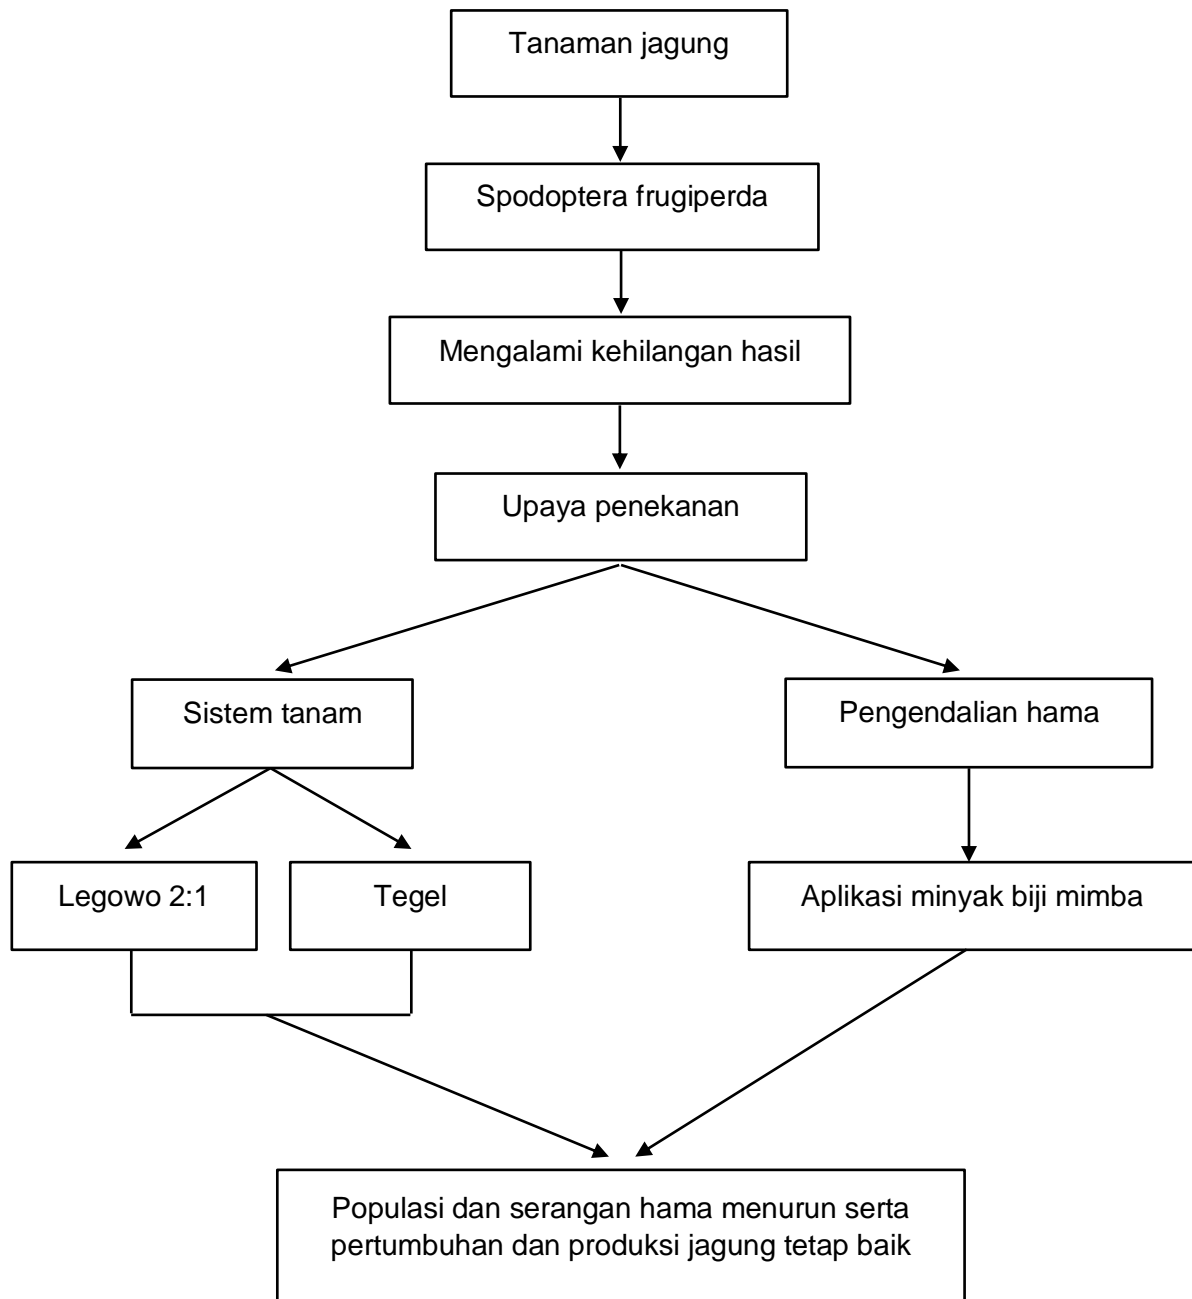 Tanaman jagung
Spodoptera frugiperda
Mengalami kehilangan hasil
Upaya penekanan
Sistem tanam
Pengendalian hama
Legowo 2:1
Tegel
Aplikasi minyak biji mimba
Populasi dan serangan hama menurun serta
pertumbuhan dan produksi jagung tetap baik